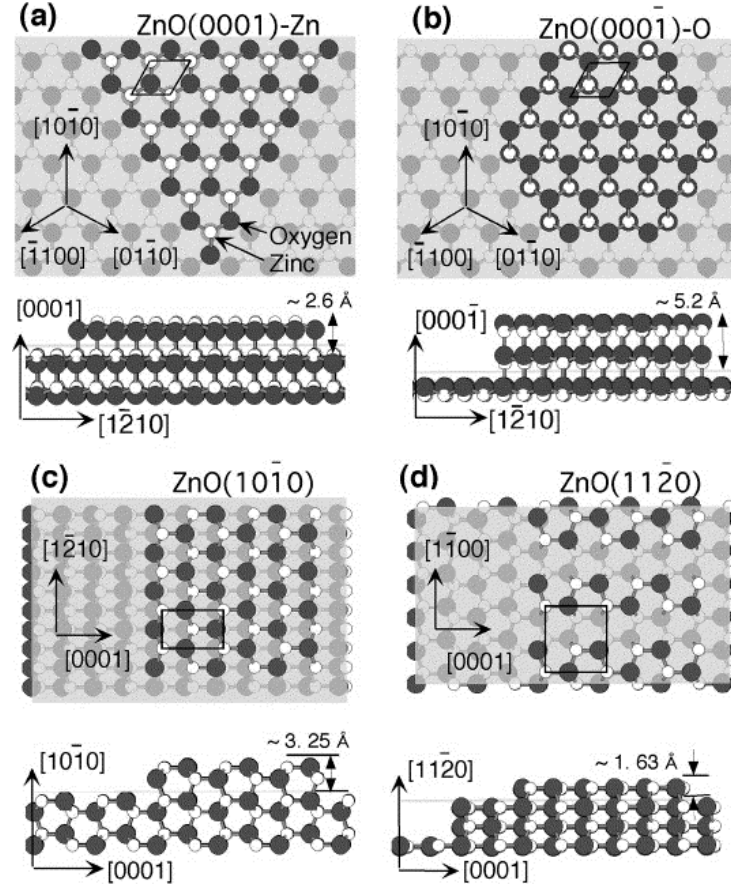 (a)
ZnO(0001)-Zn
[101̄0]
[1̄100]
[011̄0]
Oxygen
Zinc
[0001]
~ 2.6 Å
[12̄10]
(b)
ZnO(0001̄)-O
[101̄0]
[1̄100]
[011̄0]
[0001̄]
~ 5.2 Å
[12̄10]
(c)
ZnO(101̄0)
[12̄10]
[0001]
[101̄0]
~ 3. 25 Å
[0001]
(d)
ZnO(112̄0)
[11̄00]
[0001]
[112̄0]
~ 1. 63 Å
[0001]